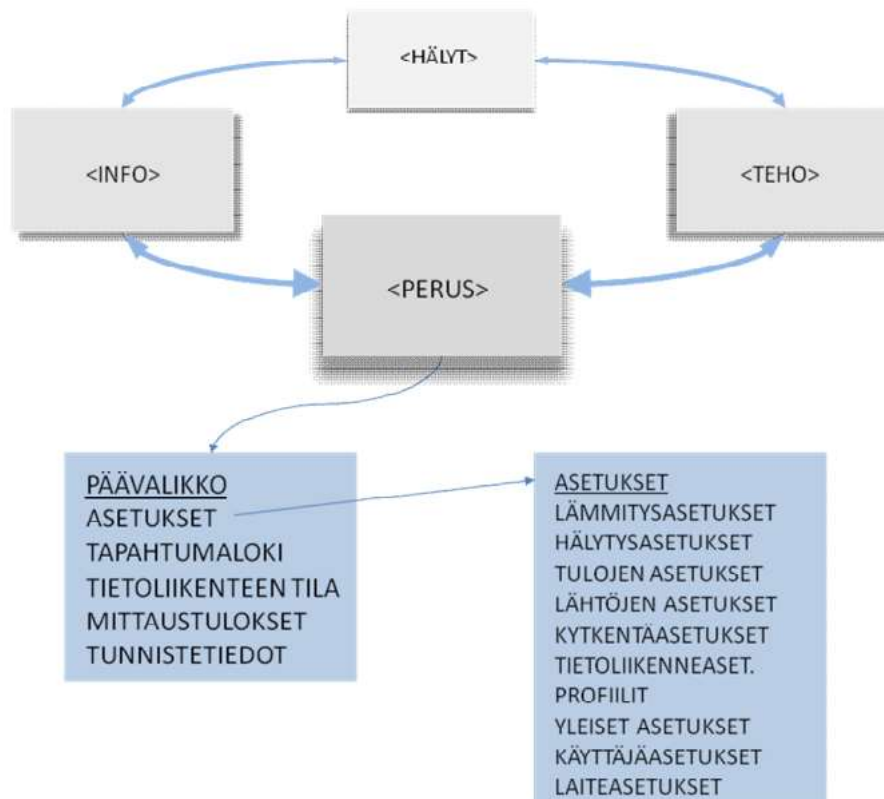 <HÄLYT>
<INFO>
<TEHO>
<PERUS>
PÄÄVALIKKO
ASETUKSET
TAPAHTUMALOKI
TIETOLIIKENTEEN TILA
MITTAUSTULOKSET
TUNNISTETIEDOT
ASETUKSET
LÄMMITYSASETUKSET
HÄLYTYSASETUKSET
TULOJEN ASETUKSET
LÄHTÖJEN ASETUKSET
KYTKENTÄASETUKSET
TIETOLIIKENNEASET.
PROFIILIT
YLEISET ASETUKSET
KÄYTTÄJÄASETUKSET
LAITEASETUKSET